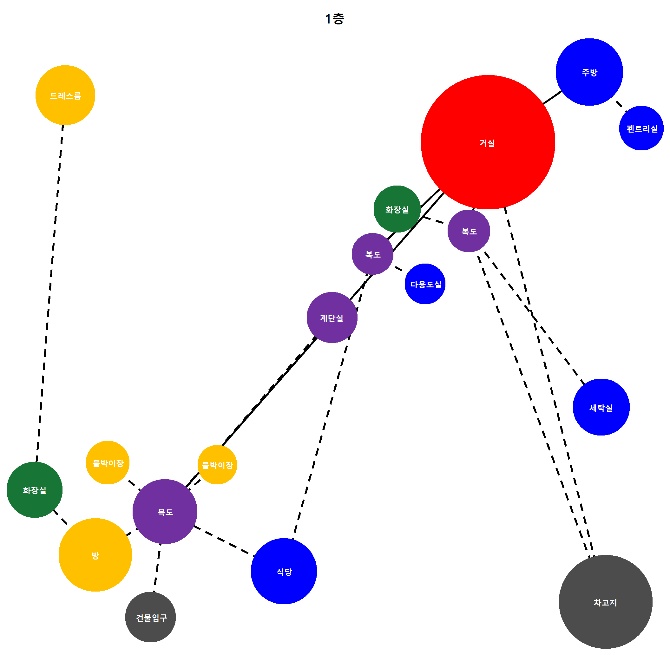 1층
주방
드레스룸
펜트리실
거실
화장실
복도
복도
다용도실
계단실
세탁실
붙박이장
붙박이장
화장실
복도
방
식당
차고지
건물입구